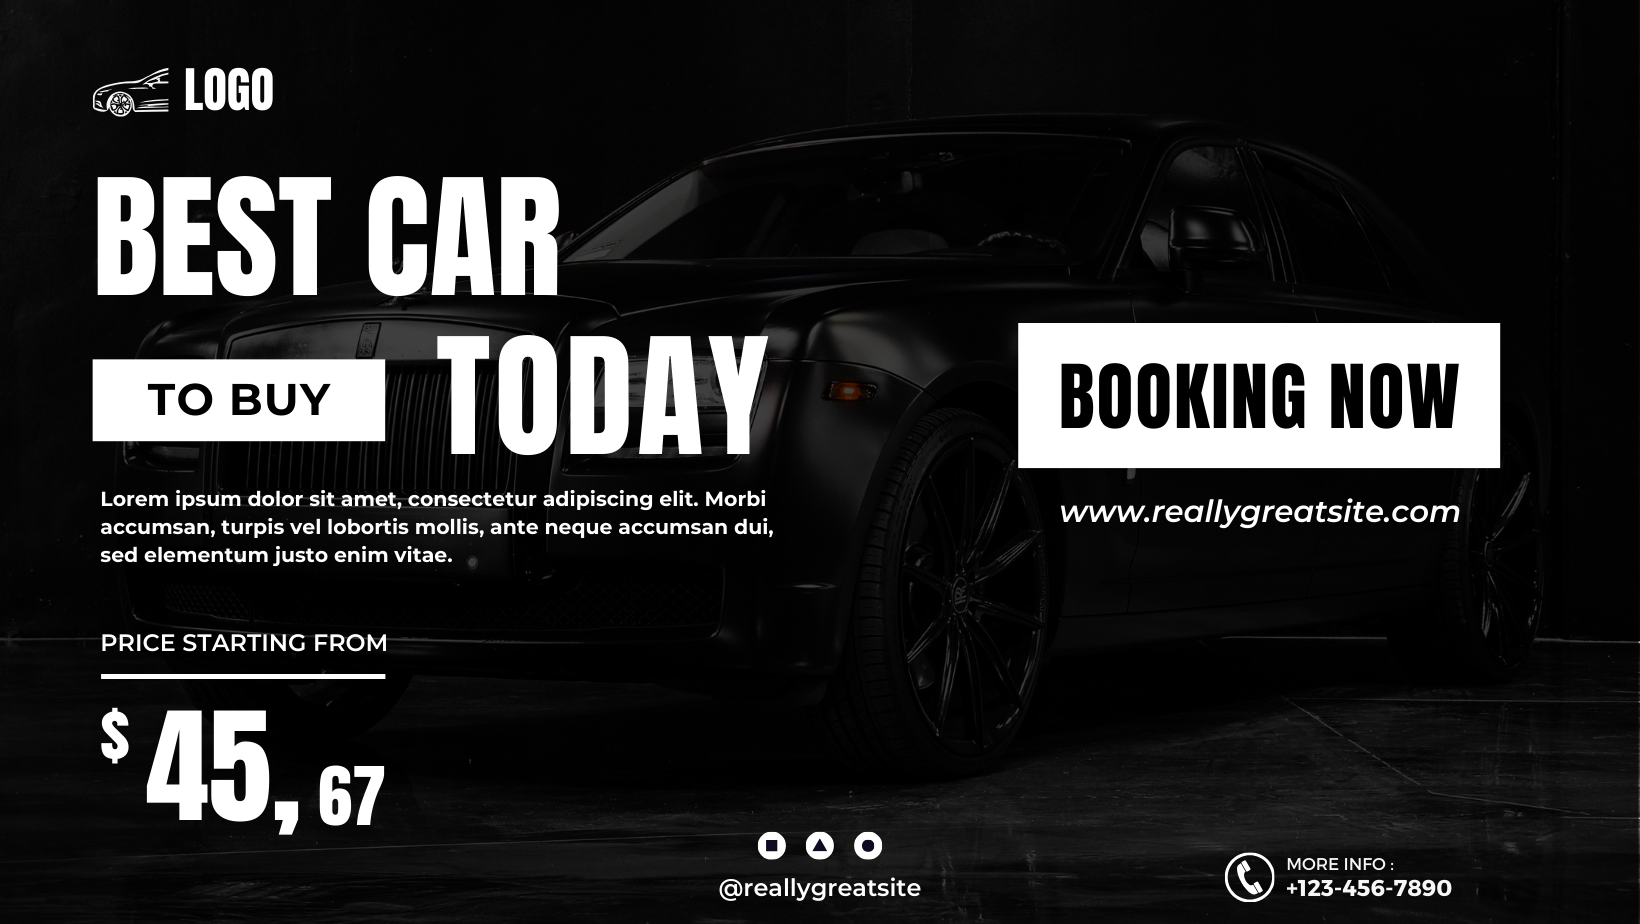 LOGO
BEST CAR
TO BUY TODAY
Lorem ipsum dolor sit amet, consectetur adipiscing elit. Morbi
accumsan, turpis vel lobortis mollis, ante neque accumsan dui,
sed elementum justo enim vitae.
PRICE STARTING FROM
$ 45, 67
BOOKING NOW
www.reallygreatsite.com
@reallygreatsite
MORE INFO :
+123-456-7890